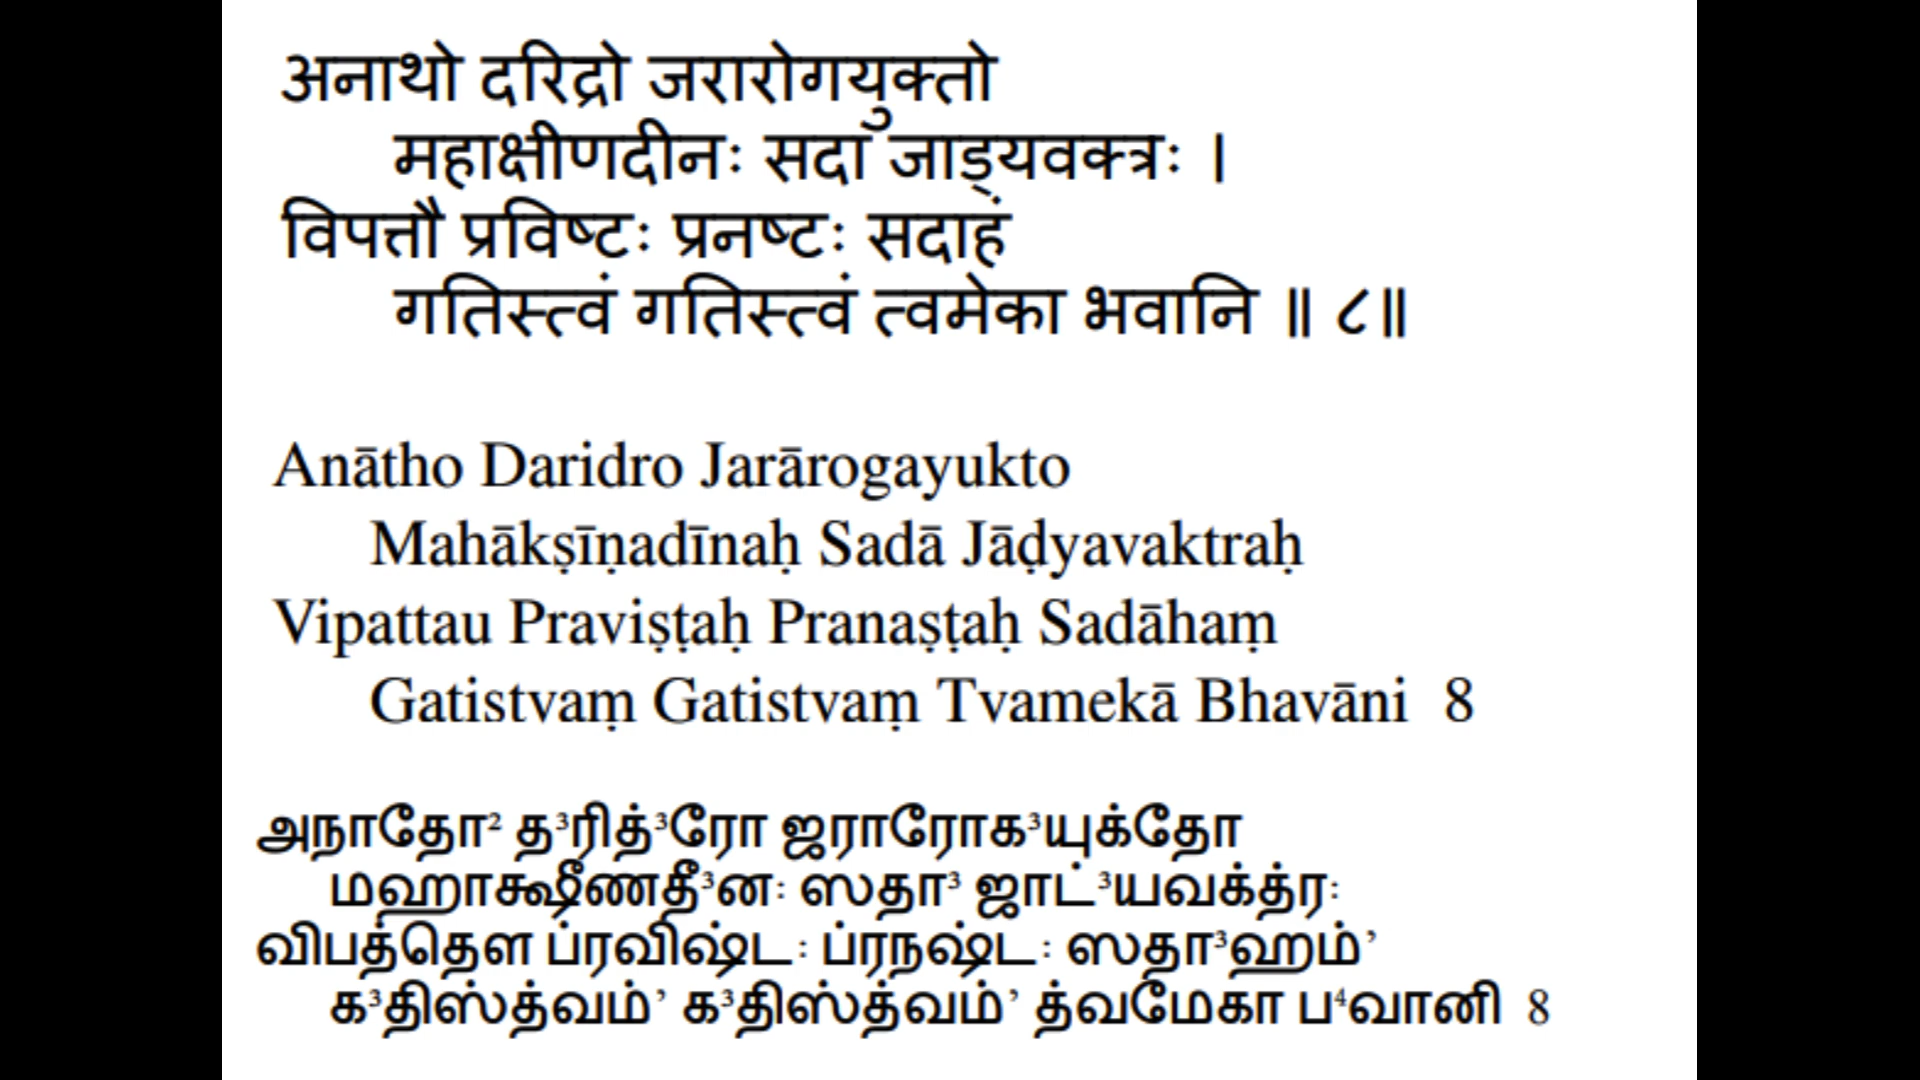 अनाथो दरिद्रो जरारोगयुक्तो
महाक्षीणदीनः सदा जाड्यवक्त्रः ।
विपत्तौ प्रविष्टः प्रनष्टः सदाहं
गतिस्त्वं गतिस्त्वं त्वमेका भवानि ॥ ८॥
Anātho Daridro Jarārogayukto
Mahākṣīṇadīnaḥ Sadā Jāḍyavaktraḥ
Vipattau Praviṣṭaḥ Pranaṣṭaḥ Sadāhaṃ
Gatistvaṃ Gatistvaṃ Tvamekā Bhavāni 8
அநாதோ² த³ரித்³ரோ ஜராரோக³யுக்தோ
மஹாக்ஷீணதீ³ன꞉ ஸதா³ ஜாட்³யவக்த்ர꞉
விபத்தௌ ப்ரவிஷ்ட꞉ ப்ரநஷ்ட꞉ ஸதா³ஹம்ʼ
க³திஸ்த்வம்ʼ க³திஸ்த்வம்ʼ த்வமேகா ப⁴வானி 8